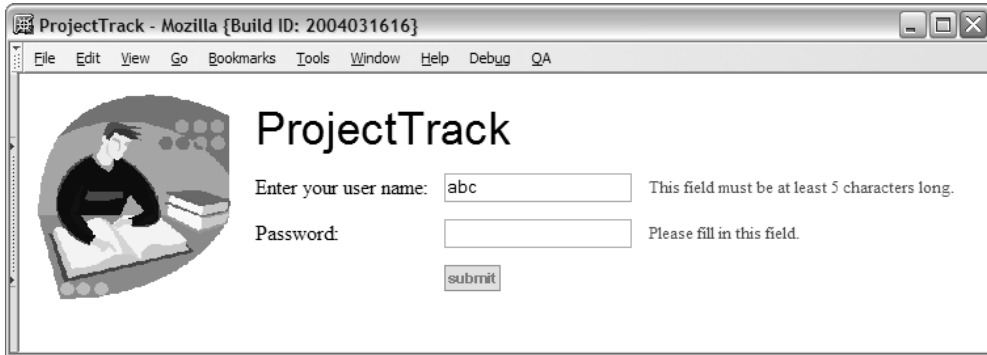 ProjectTrack - Mozilla {Build ID: 2004031616}
File Edit View Go Bookmarks Tools Window Help Debug QA
ProjectTrack
Enter your user name: abc This field must be at least 5 characters long.
Password: Please fill in this field.
submit